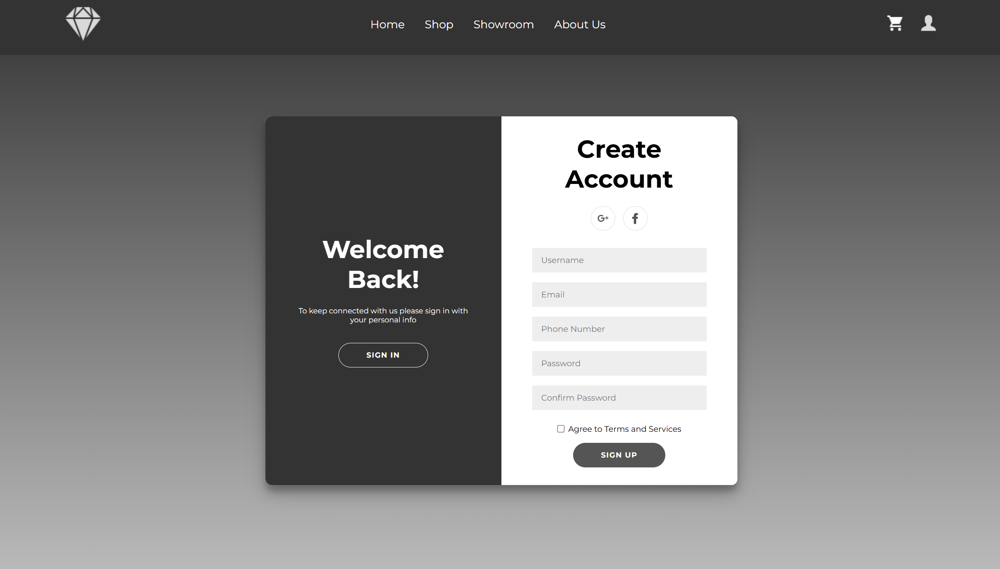 Home Shop Showroom About Us
Welcome
Back!
To keep connected with us please sign in with
your personal info
SIGN IN
Create
Account
G+ f
Username
Email
Phone Number
Password
Confirm Password
Agree to Terms and Services
SIGN UP